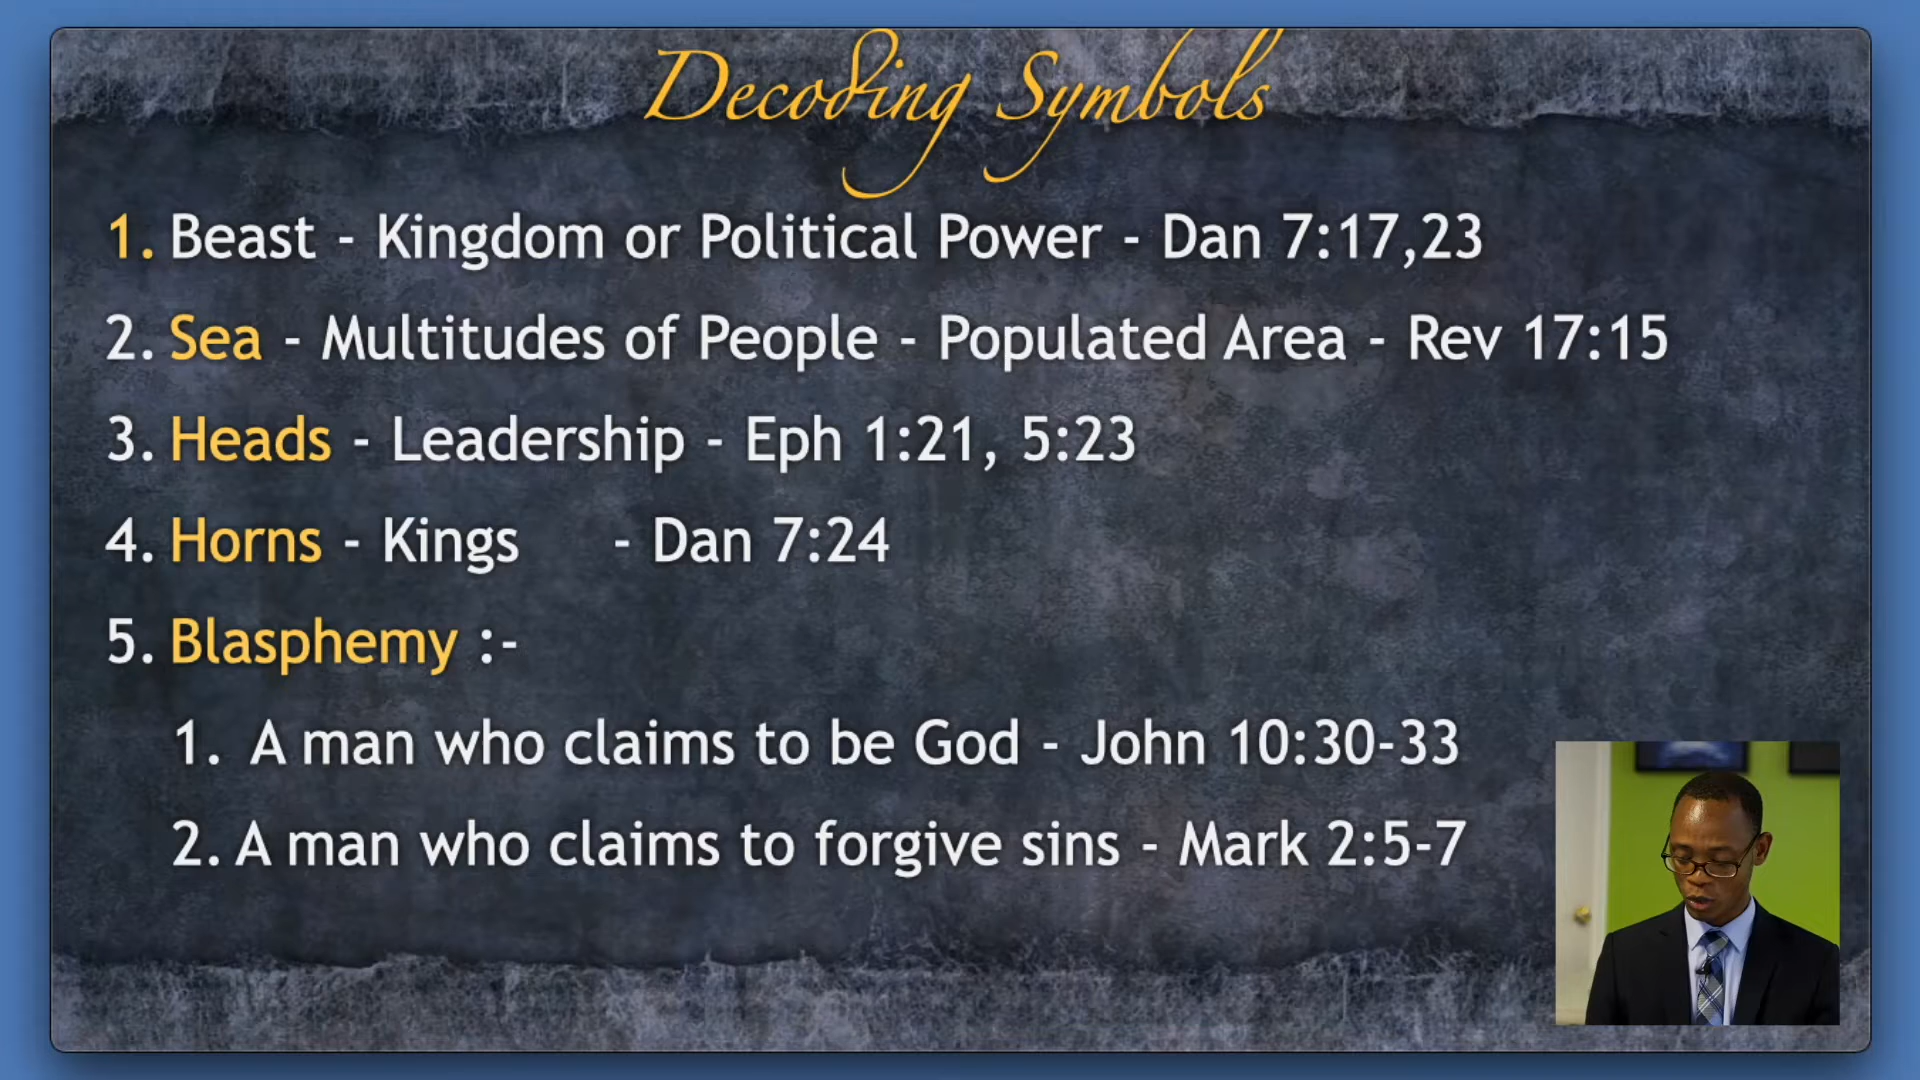 Decoding Symbols
1. Beast - Kingdom or Political Power - Dan 7:17,23
2. Sea - Multitudes of People - Populated Area - Rev 17:15
3. Heads - Leadership - Eph 1:21, 5:23
4. Horns - Kings - Dan 7:24
5. Blasphemy :-
1. A man who claims to be God - John 10:30-33
2. A man who claims to forgive sins - Mark 2:5-7